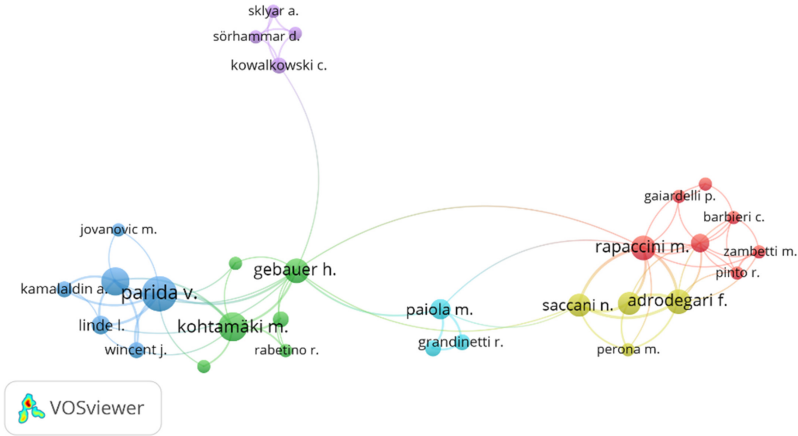 sklyar a.
sörhammar d.
kowalkowski c.
gaiardelli p.
barbieri c.
jovanovic m.
rapaccini m.
zambetti m.
gebauer h.
pinto r.
kamalaldin a.
parida v.
adrodegari f.
saccani n.
paiola m.
linde l.
kohtamäki m.
grandinetti r.
wincent j.
rabetino r.
perona m.
VOSviewer